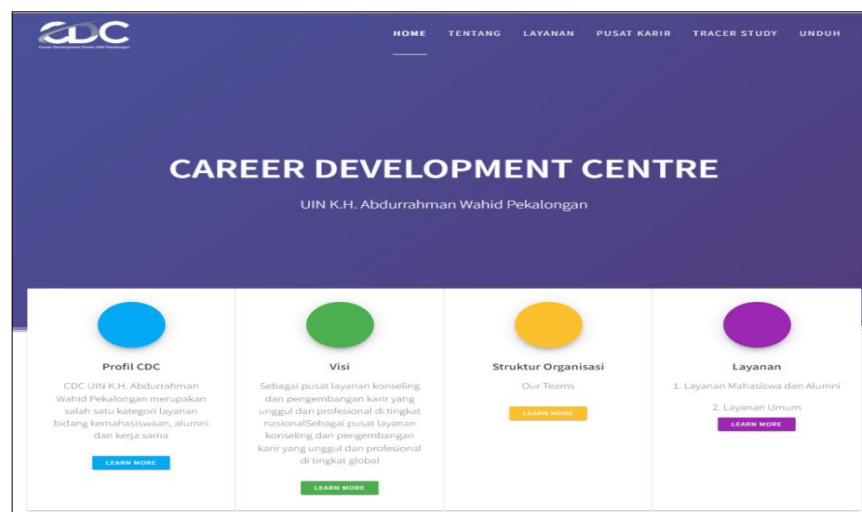 CDC
Career Development Centre IAIN Pekalongan
HOME TENTANG LAYANAN PUSAT KARIR TRACER STUDY UNDUH
CAREER DEVELOPMENT CENTRE
UIN K.H. Abdurrahman Wahid Pekalongan
Profil CDC
CDC UIN K.H. Abdurrahman
Wahid Pekalongan merupakan
salah satu kategori layanan
bidang kemahasiswaan, alumni
dan kerja sama
LEARN MORE
Visi
Sebagai pusat layanan konseling
dan pengembangan karir yang
unggul dan profesional di tingkat
nasionalSebagai pusat layanan
konseling dan pengembangan
karir yang unggul dan profesional
di tingkat global
LEARN MORE
Struktur Organisasi
Our Teams
LEARN MORE
Layanan
1. Layanan Mahasiswa dan Alumni
2. Layanan Umum
LEARN MORE